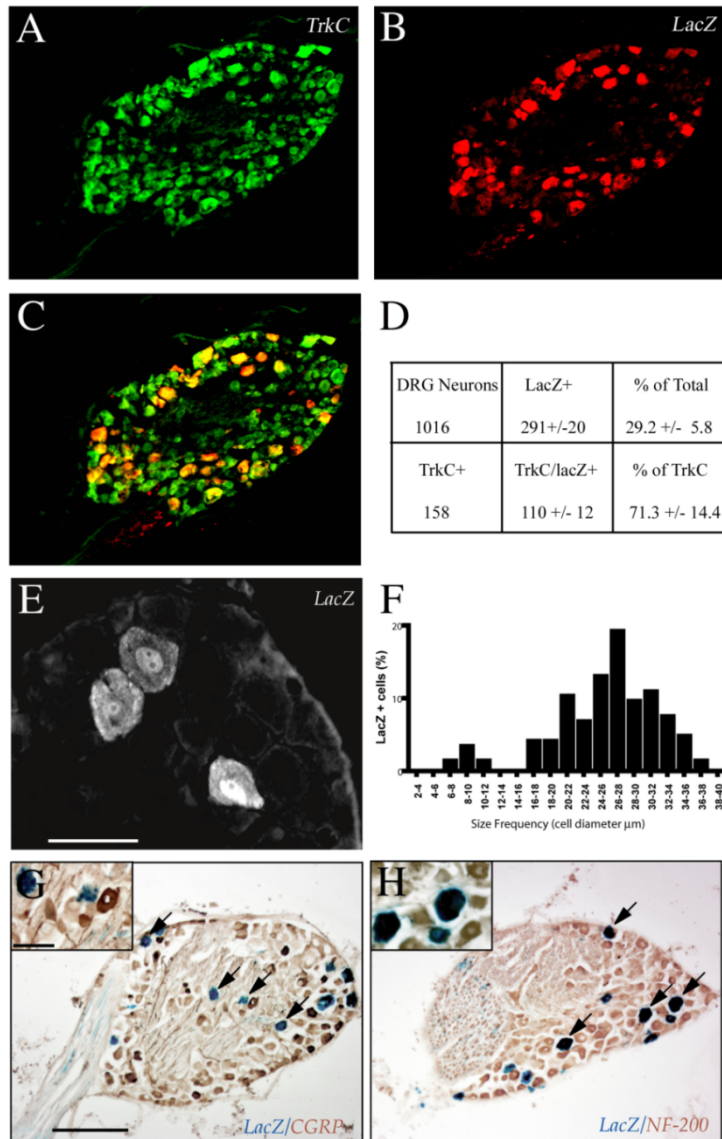 A
TrkC
B
LacZ
C
D
DRG Neurons LacZ+ % of Total
1016 291+/-20 29.2 +/- 5.8
TrkC+ TrkC/lacZ+ % of TrkC
158 110 +/- 12 71.3 +/- 14.4
E
LacZ
F
20
10
0
LacZ + cells (%)
2-4 4-6 6-8 8-10 10-12 12-14 14-16 16-18 18-20 20-22 22-24 24-26 26-28 28-30 30-32 32-34 34-36 36-38 38-40
Size Frequency (cell diameter µm)
G
LacZ/CGRP
H
LacZ/NF-200